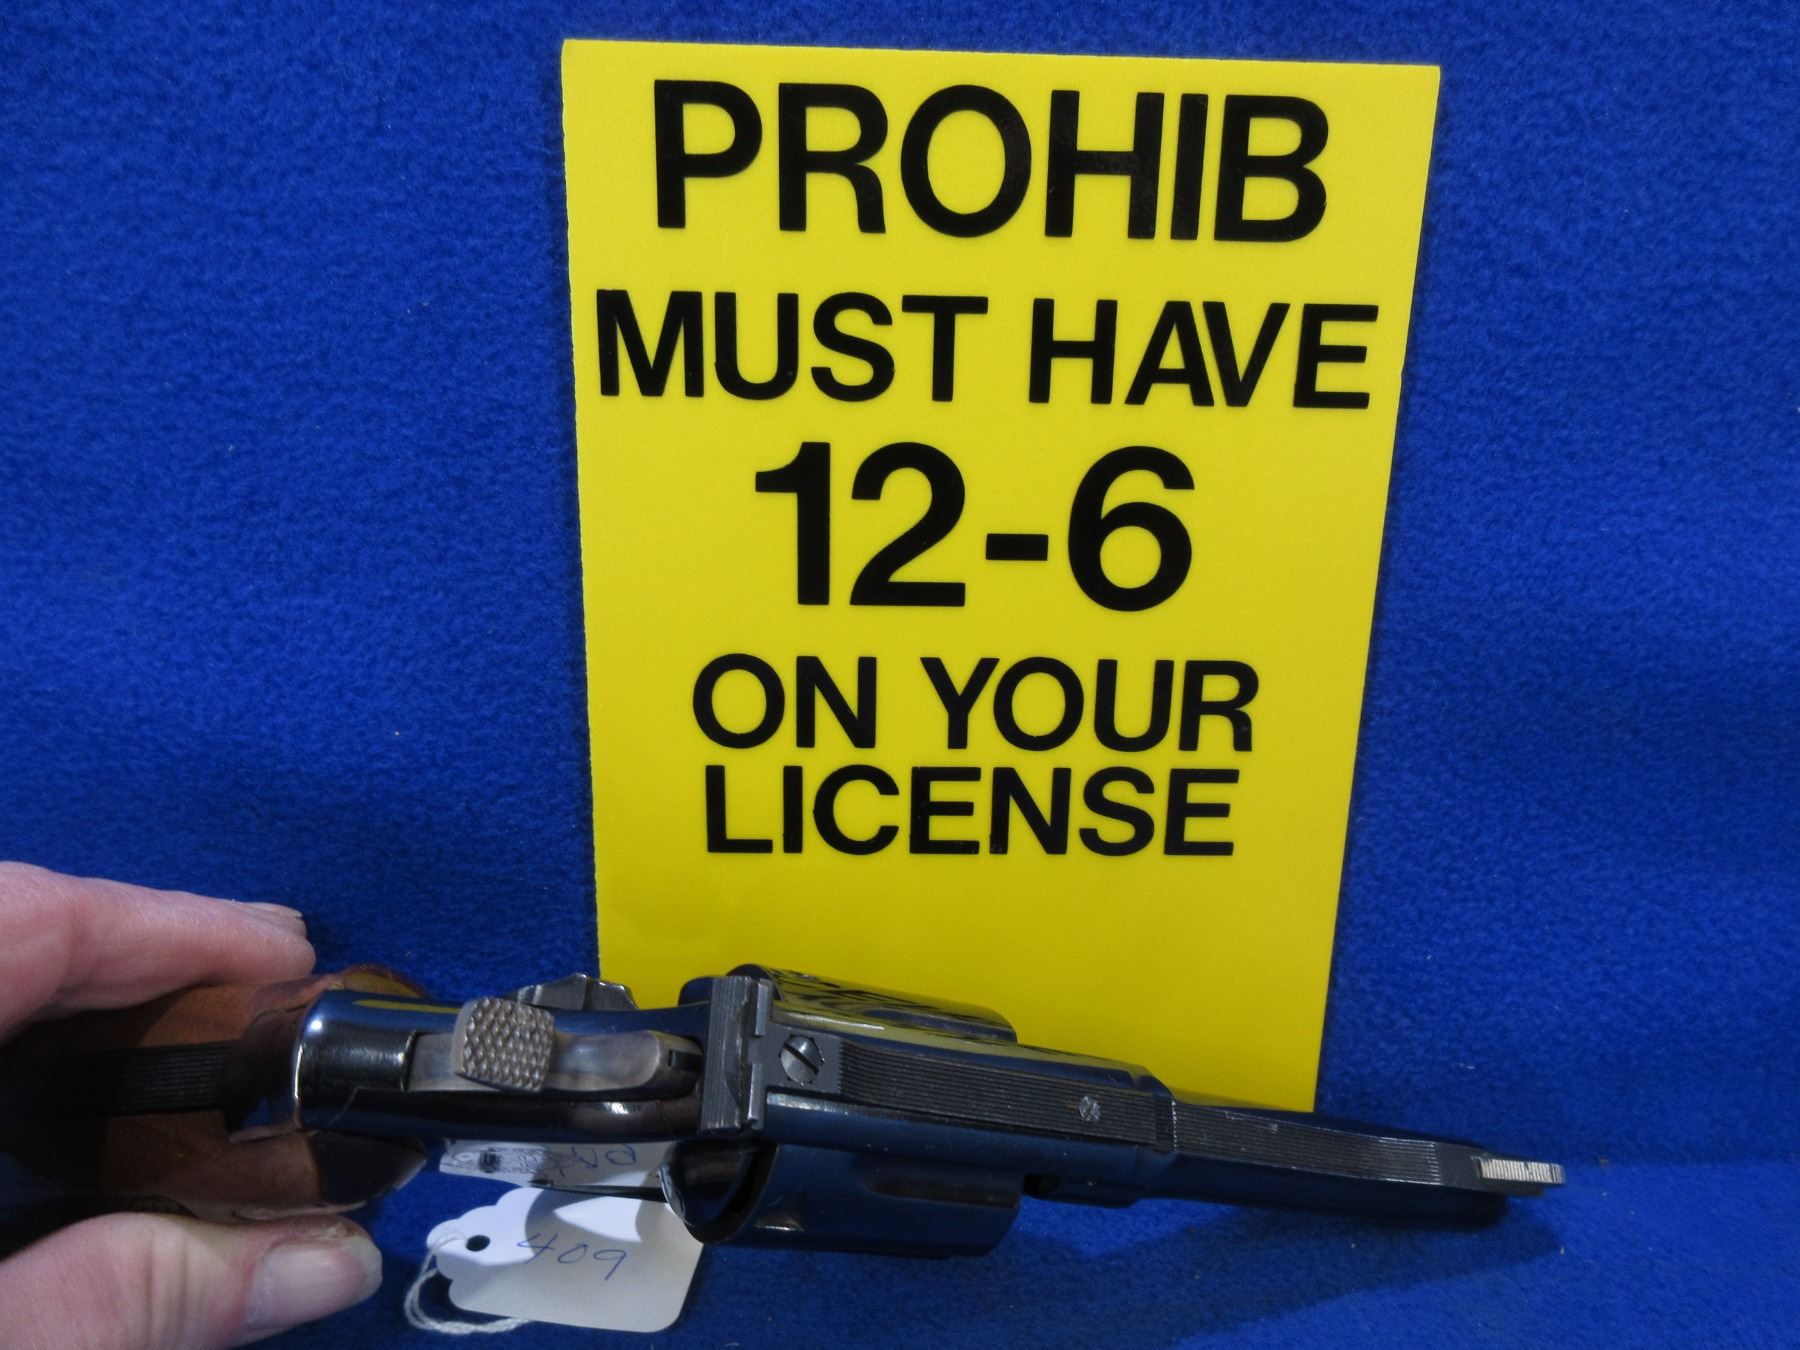 PROHIB
MUST HAVE
12-6
ON YOUR
LICENSE
409